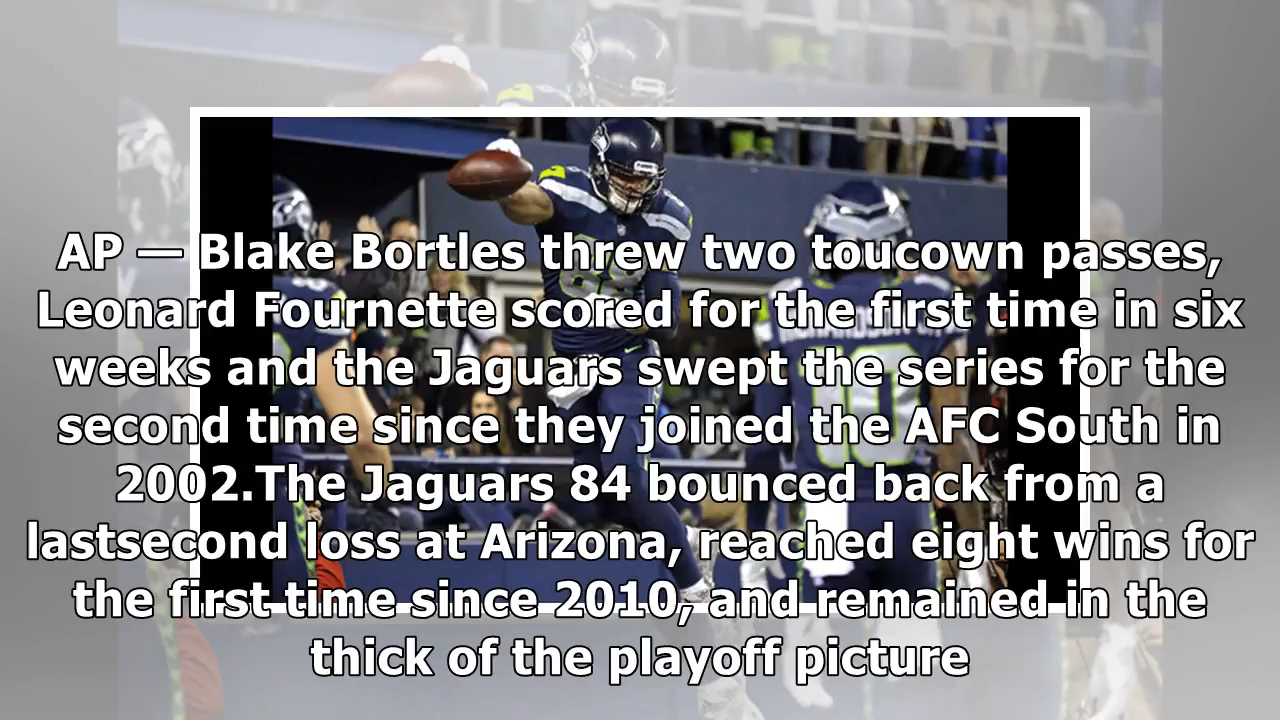 AP — Blake Bortles threw two toucown passes,
Leonard Fournette scored for the first time in six
weeks and the Jaguars swept the series for the
second time since they joined the AFC South in
2002.The Jaguars 84 bounced back from a
lastsecond loss at Arizona, reached eight wins for
the first time since 2010, and remained in the
thick of the playoff picture